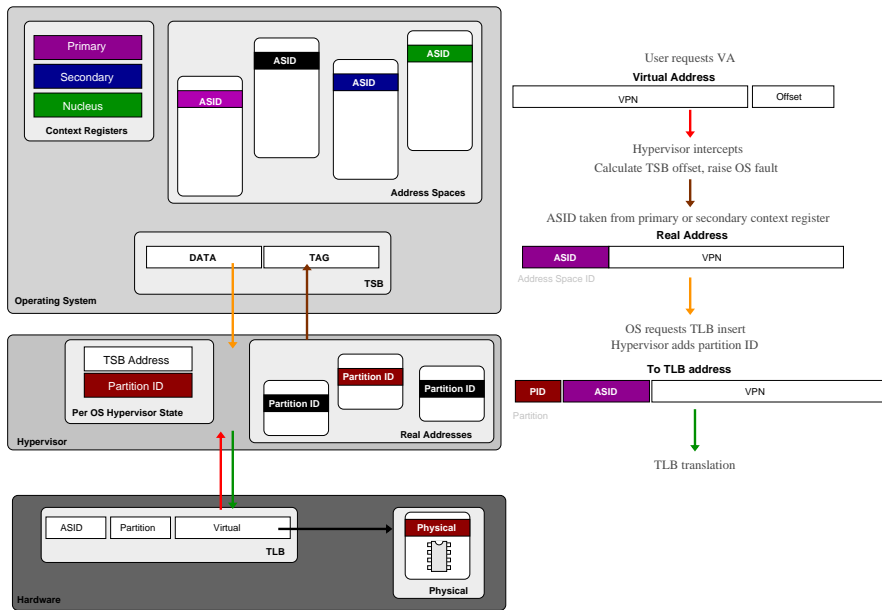 Primary
Secondary
Nucleus
Context Registers
ASID
ASID
ASID
ASID
Address Spaces
DATA
TAG
TSB
Operating System
TSB Address
Partition ID
Per OS Hypervisor State
Partition ID
Partition ID
Partition ID
Real Addresses
Hypervisor
ASID
Partition
Virtual
TLB
Physical
Physical
Hardware
User requests VA
Virtual Address
VPN
Offset
Hypervisor intercepts
Calculate TSB offset, raise OS fault
ASID taken from primary or secondary context register
Real Address
ASID
VPN
Address Space ID
OS requests TLB insert
Hypervisor adds partition ID
To TLB address
PID
ASID
VPN
Partition
TLB translation